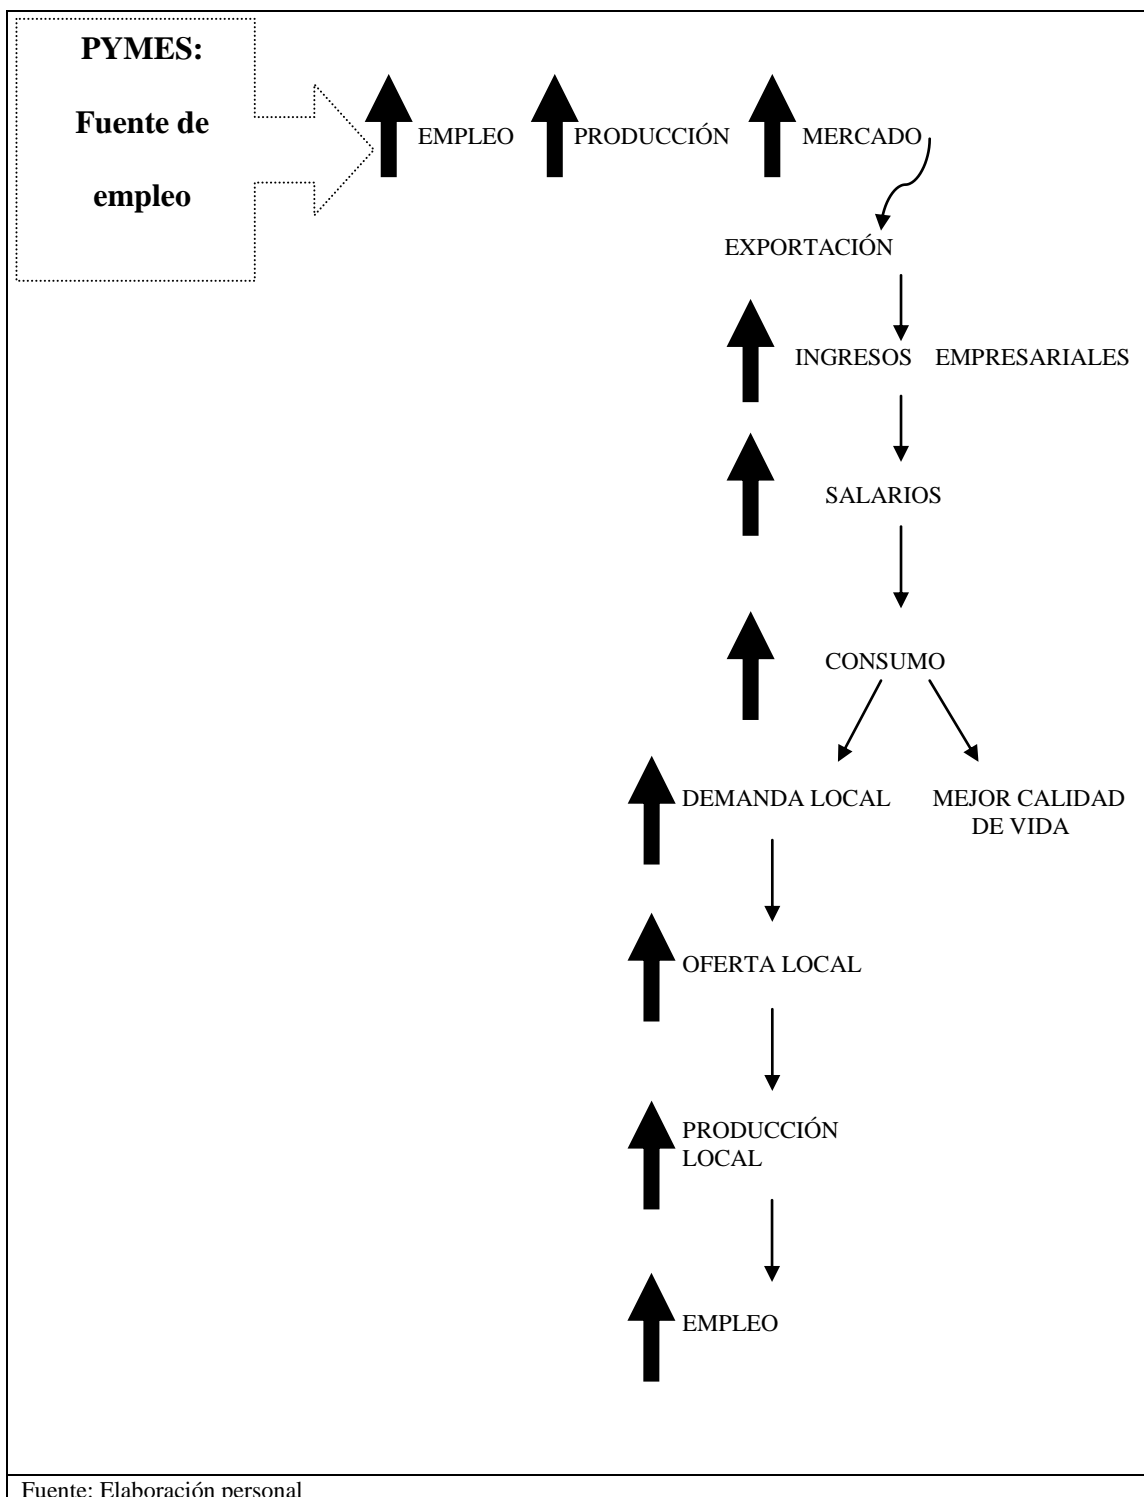 PYMES:
Fuente de
empleo
EMPLEO PRODUCCIÓN MERCADO
EXPORTACIÓN
INGRESOS EMPRESARIALES
SALARIOS
CONSUMO
DEMANDA LOCAL
MEJOR CALIDAD
DE VIDA
OFERTA LOCAL
PRODUCCIÓN
LOCAL
EMPLEO
Fuente: Elaboración personal